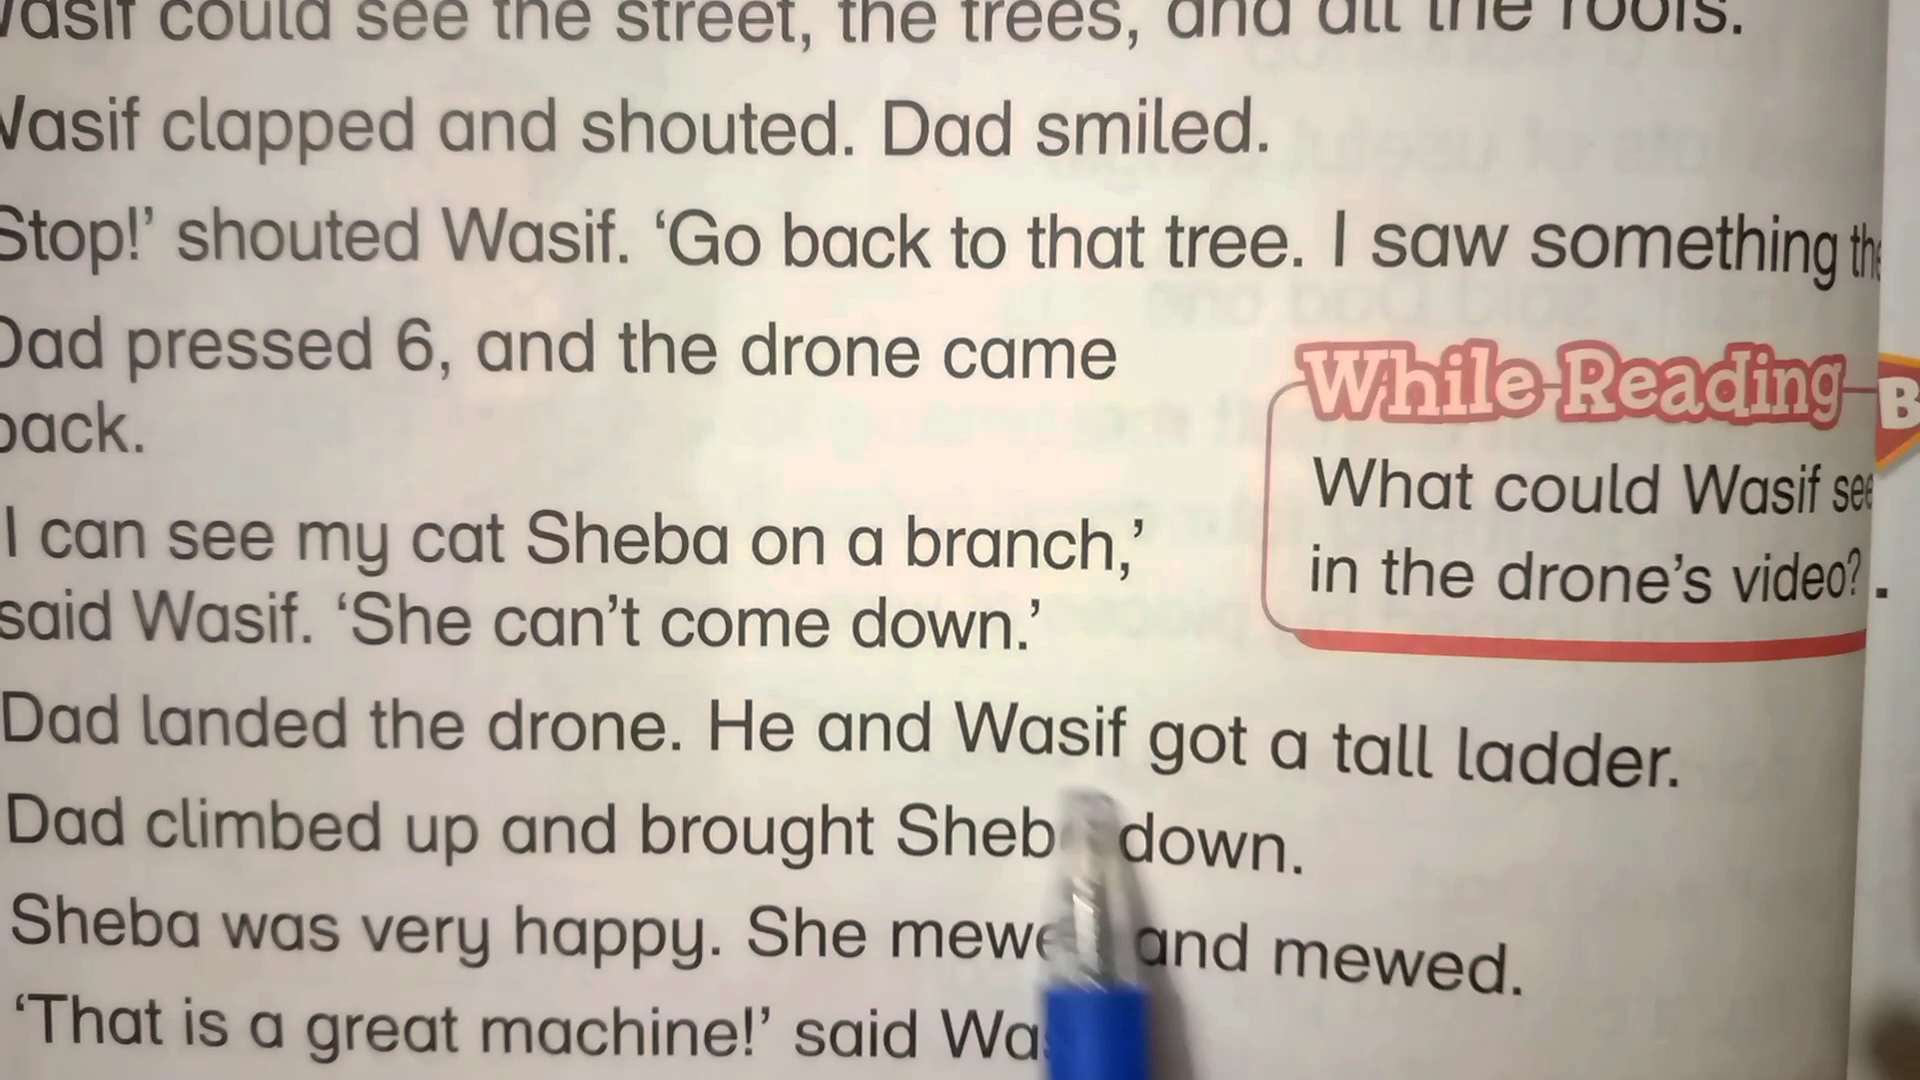 could see the street, the trees, and all the roofs.
Wasif clapped and shouted. Dad smiled.
Stop!’ shouted Wasif. ‘Go back to that tree. I saw something
Dad pressed 6, and the drone came
back.
While-Reading
What could Wasif see
in the drone’s video?
I can see my cat Sheba on a branch,’
said Wasif. ‘She can’t come down.’
Dad landed the drone. He and Wasif got a tall ladder.
Dad climbed up and brought Sheb down.
Sheba was very happy. She mewe and mewed.
‘That is a great machine!’ said Wa